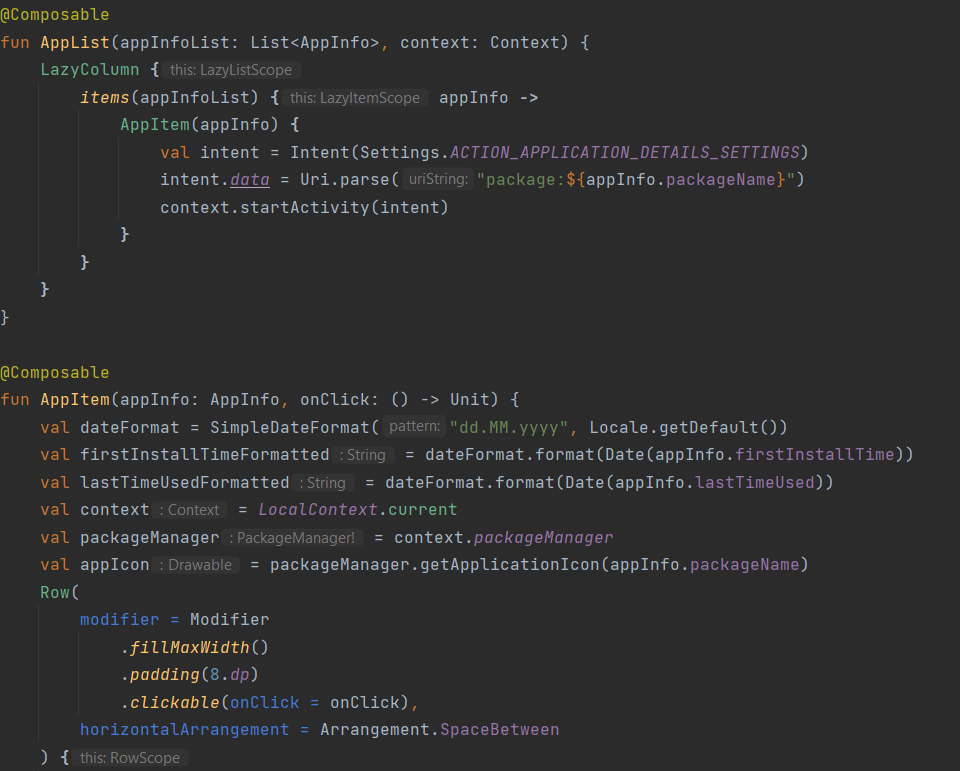 @Composable
fun AppList(appInfoList: List<AppInfo>, context: Context) {
    LazyColumn { this: LazyListScope
        items(appInfoList) { this: LazyItemScope appInfo ->
            AppItem(appInfo) {
                val intent = Intent(Settings.ACTION_APPLICATION_DETAILS_SETTINGS)
                intent.data = Uri.parse( uriString: "package:${appInfo.packageName}")
                context.startActivity(intent)
            }
        }
    }
}
@Composable
fun AppItem(appInfo: AppInfo, onClick: () -> Unit) {
    val dateFormat = SimpleDateFormat( pattern: "dd.MM.yyyy", Locale.getDefault())
    val firstInstallTimeFormatted : String = dateFormat.format(Date(appInfo.firstInstallTime))
    val lastTimeUsedFormatted : String = dateFormat.format(Date(appInfo.lastTimeUsed))
    val context : Context = LocalContext.current
    val packageManager : PackageManager! = context.packageManager
    val appIcon : Drawable = packageManager.getApplicationIcon(appInfo.packageName)
    Row(
        modifier = Modifier
            .fillMaxWidth()
            .padding(8.dp)
            .clickable(onClick = onClick),
        horizontalArrangement = Arrangement.SpaceBetween
    ) { this: RowScope